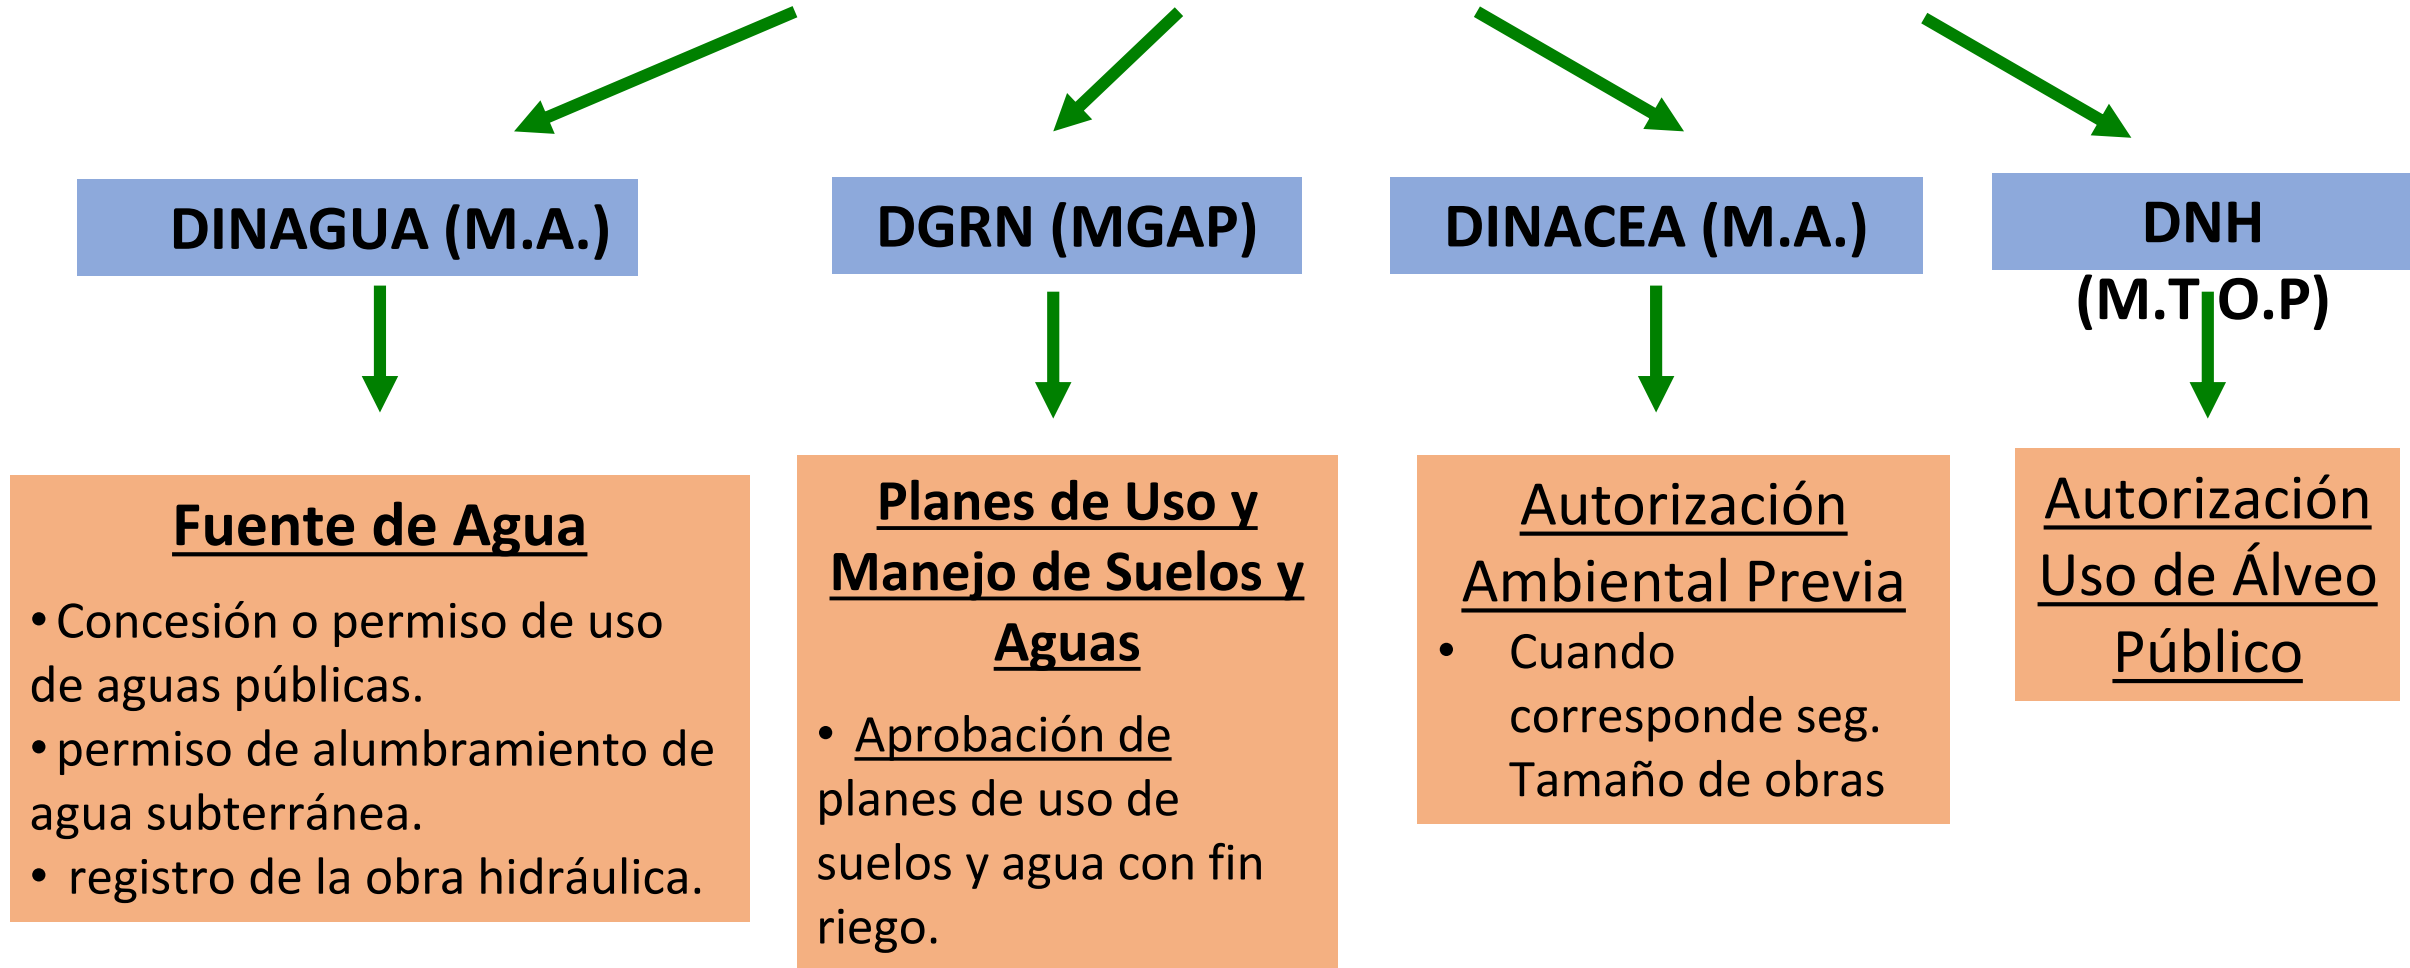 DINAGUA (M.A.)
DGRN (MGAP)
DINACEA (M.A.)
DNH
(M.T.O.P)
Fuente de Agua
• Concesión o permiso de uso
de aguas públicas.
• permiso de alumbramiento de
agua subterránea.
• registro de la obra hidráulica.
Planes de Uso y
Manejo de Suelos y
Aguas
• Aprobación de
planes de uso de
suelos y agua con fin
riego.
Autorización
Ambiental Previa
• Cuando
corresponde seg.
Tamaño de obras
Autorización
Uso de Álveo
Público